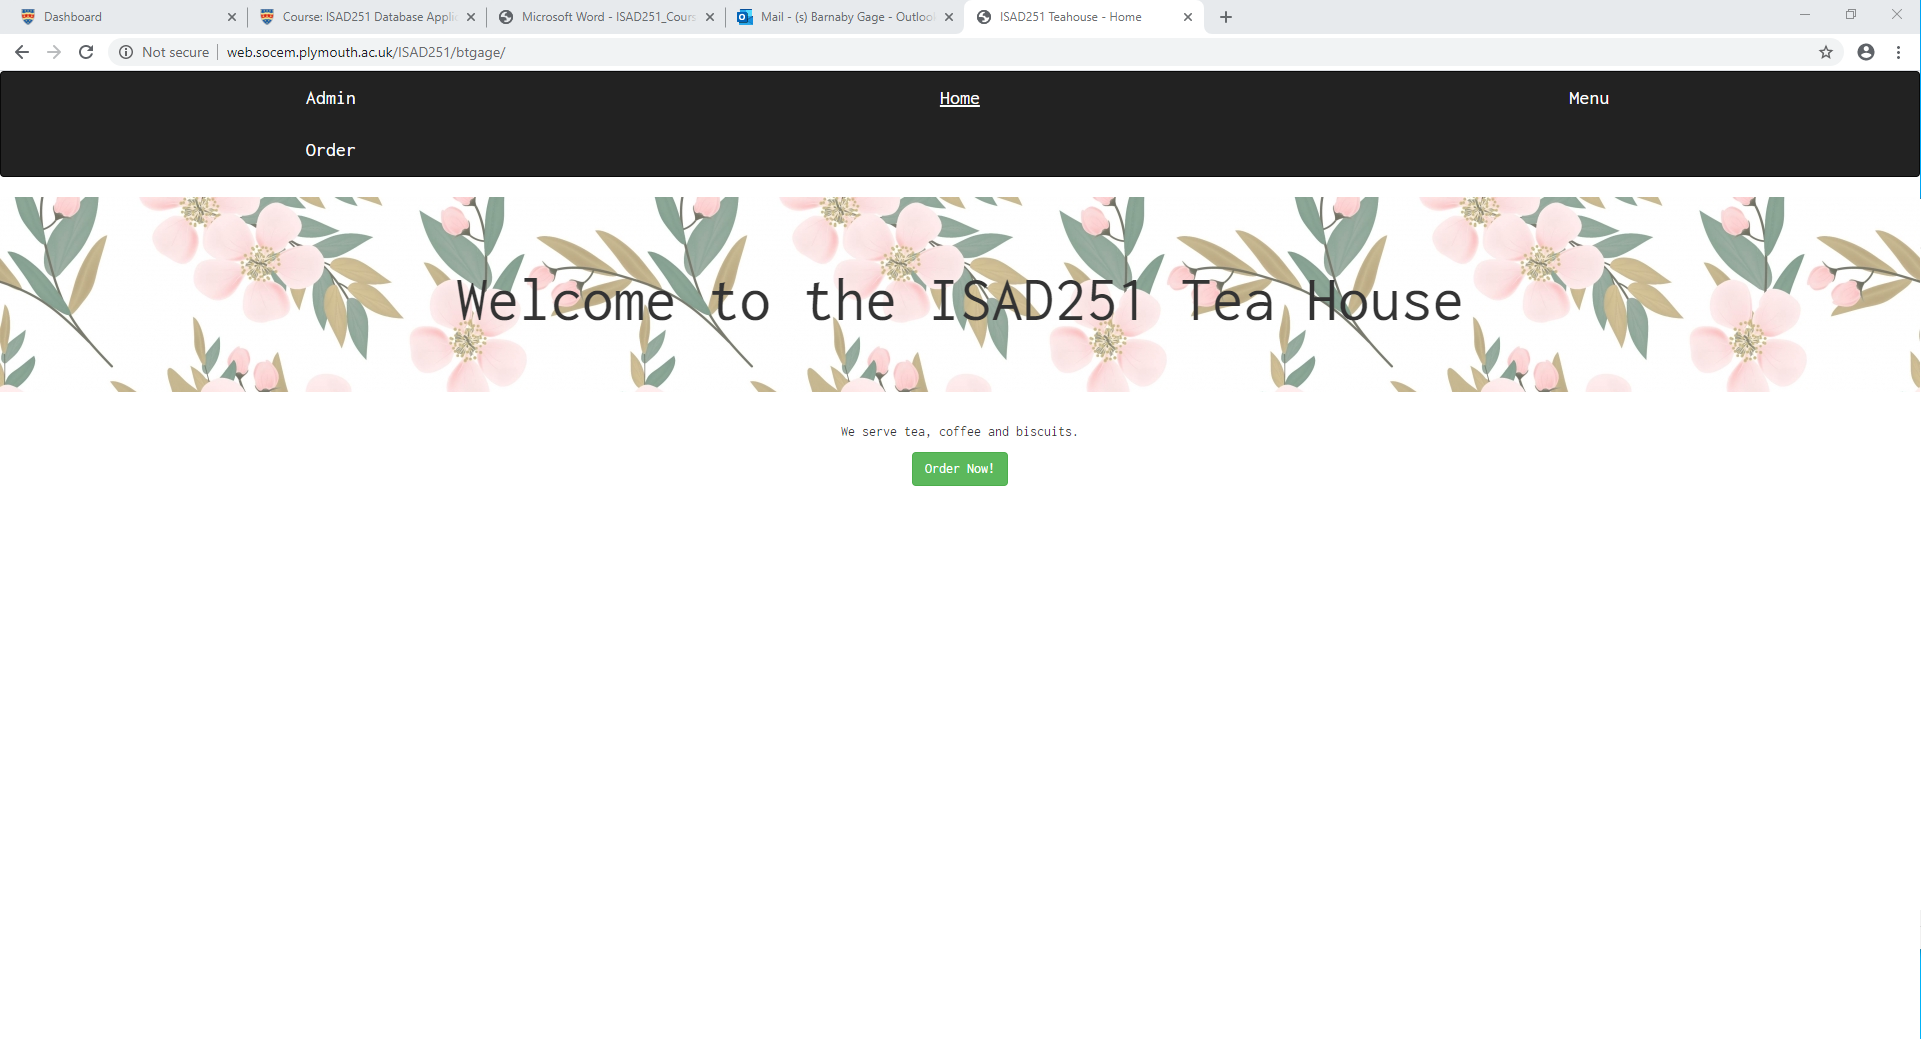 Dashboard
Course: ISAD251 Database Applic
Microsoft Word - ISAD251_Cours
Mail - (s) Barnaby Gage - Outloo
ISAD251 Teahouse - Home
Not secure
web.socem.plymouth.ac.uk/ISAD251/btgage/
Admin
Home
Menu
Order
Welcome to the ISAD251 Tea House
We serve tea, coffee and biscuits.
Order Now!